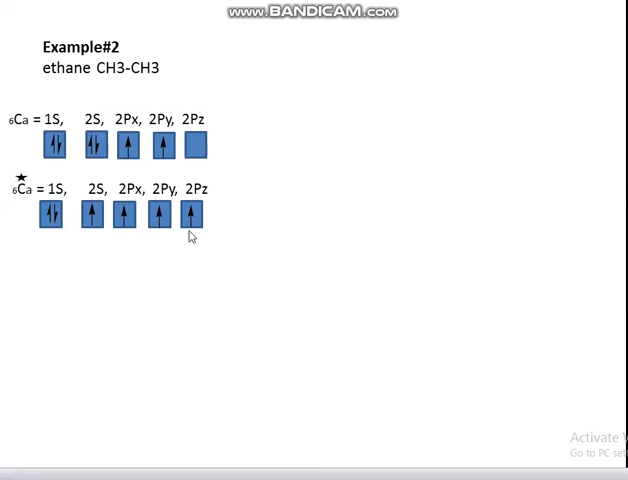 www.BANDICAM.com
Example#2
ethane CH3-CH3
₆Ca = 1S, 2S, 2Px, 2Py, 2Pz
₆Ca = 1S, 2S, 2Px, 2Py, 2Pz
Activate
Go to PC set